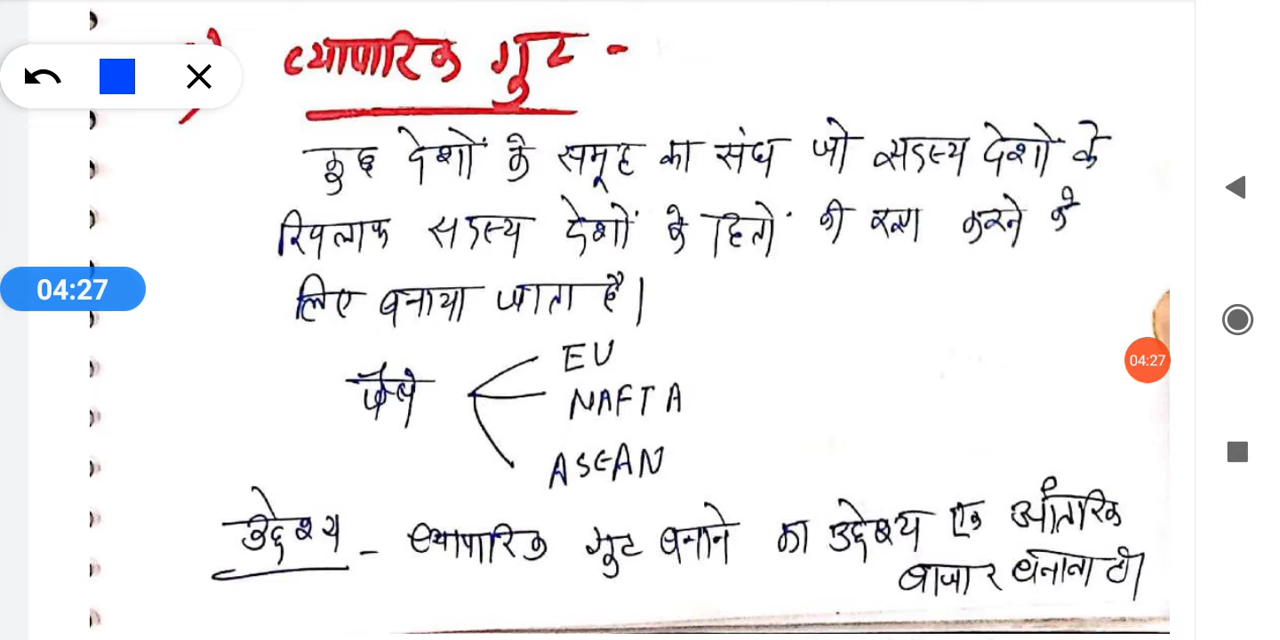 व्यापारिक गुट -
कुछ देशों के समूह का संघ जो सदस्य देशों के
खिलाफ सदस्य देशों के हितों की रक्षा करने के
लिए बनाया जाता है।
04:27
04:27
जैसे
EU
NAFTA
ASEAN
उद्देश्य - व्यापारिक गुट बनाने का उद्देश्य एक आंतरिक
बाजार बनाना है।